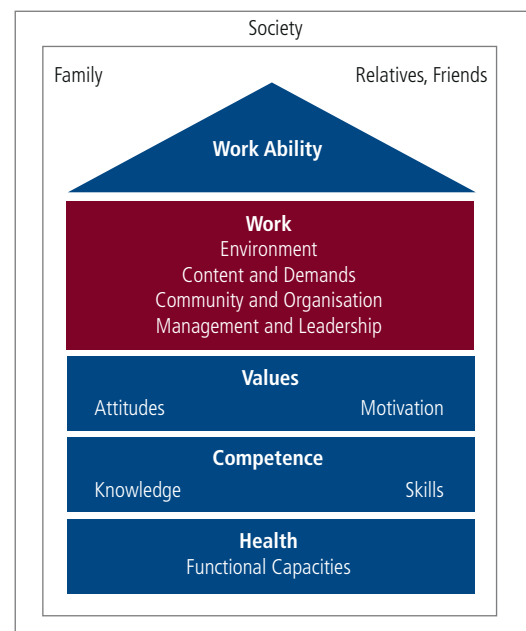 Society
Family Relatives, Friends
Work Ability
Work
Environment
Content and Demands
Community and Organisation
Management and Leadership
Values
Attitudes Motivation
Competence
Knowledge Skills
Health
Functional Capacities